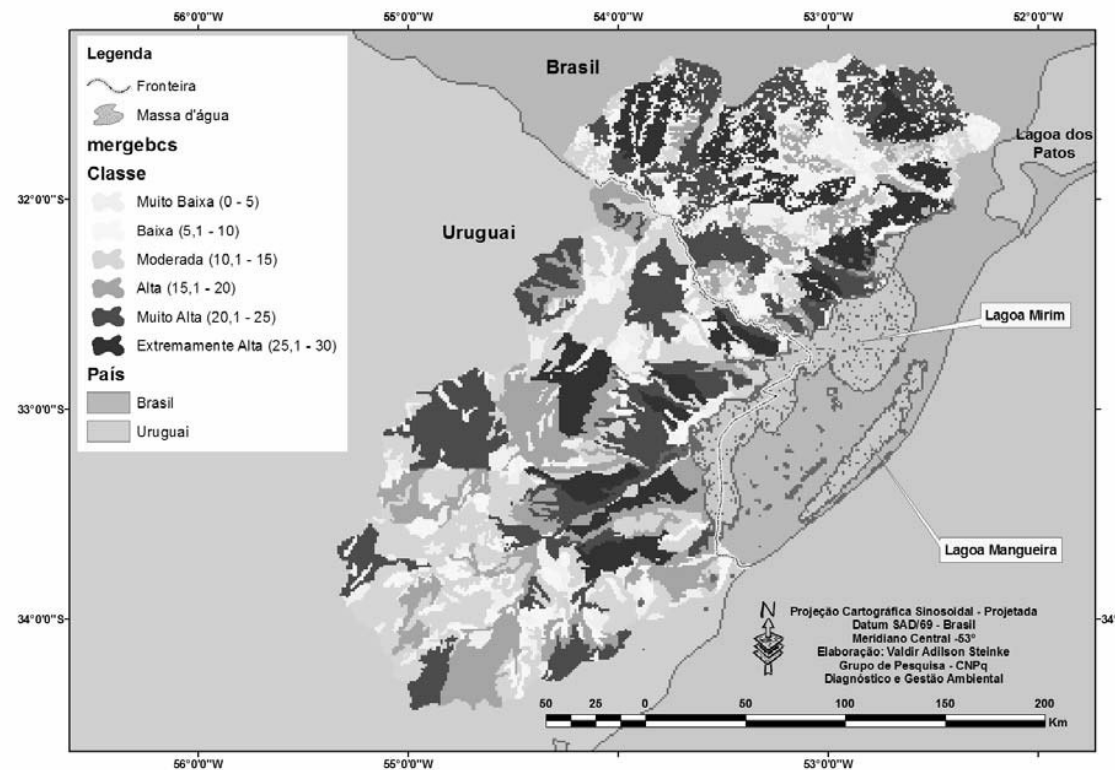 56°0'0"W
55°0'0"W
54°0'0"W
53°0'0"W
52°0'0"W
Legenda
Fronteira
Massa d'água
mergebcs
Classe
Muito Baixa (0 - 5)
Baixa (5,1 - 10)
Moderada (10,1 - 15)
Alta (15,1 - 20)
Muito Alta (20,1 - 25)
Extremamente Alta (25,1 - 30)
País
Brasil
Uruguai
Brasil
Lagoa dos
Patos
Uruguai
Lagoa Mirim
Lagoa Mangueira
32°0'0"S
33°0'0"S
34°0'0"S
34°
N
Projeção Cartográfica Sinosoidal - Projetada
Datum SAD/69 - Brasil
Meridiano Central -53°
Elaboração: Valdir Adilson Steinke
Grupo de Pesquisa - CNPq
Diagnóstico e Gestão Ambiental
50 25 0 50 100 150 200
Km
56°0'0"W
55°0'0"W
54°0'0"W
53°0'0"W